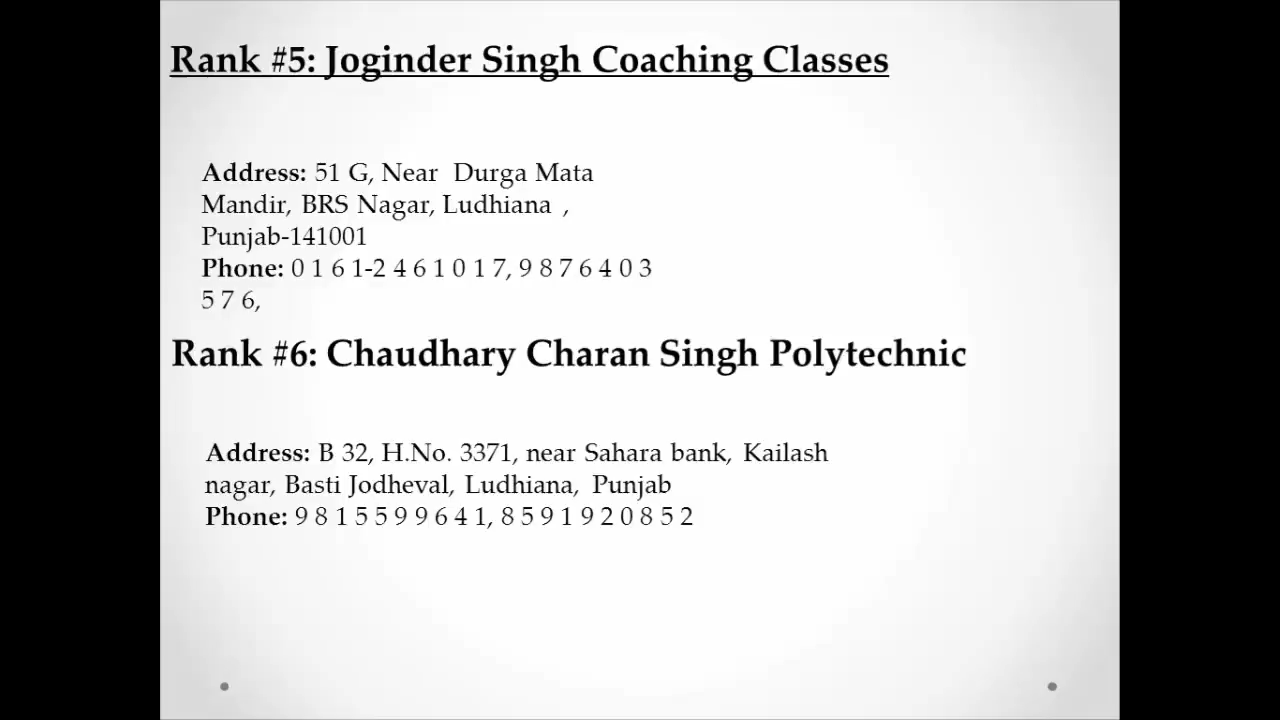 Rank #5: Joginder Singh Coaching Classes
Address: 51 G, Near Durga Mata
Mandir, BRS Nagar, Ludhiana ,
Punjab-141001
Phone: 0 1 6 1-2 4 6 1 0 1 7, 9 8 7 6 4 0 3
5 7 6,
Rank #6: Chaudhary Charan Singh Polytechnic
Address: B 32, H.No. 3371, near Sahara bank, Kailash
nagar, Basti Jodheval, Ludhiana, Punjab
Phone: 9 8 1 5 5 9 9 6 4 1, 8 5 9 1 9 2 0 8 5 2